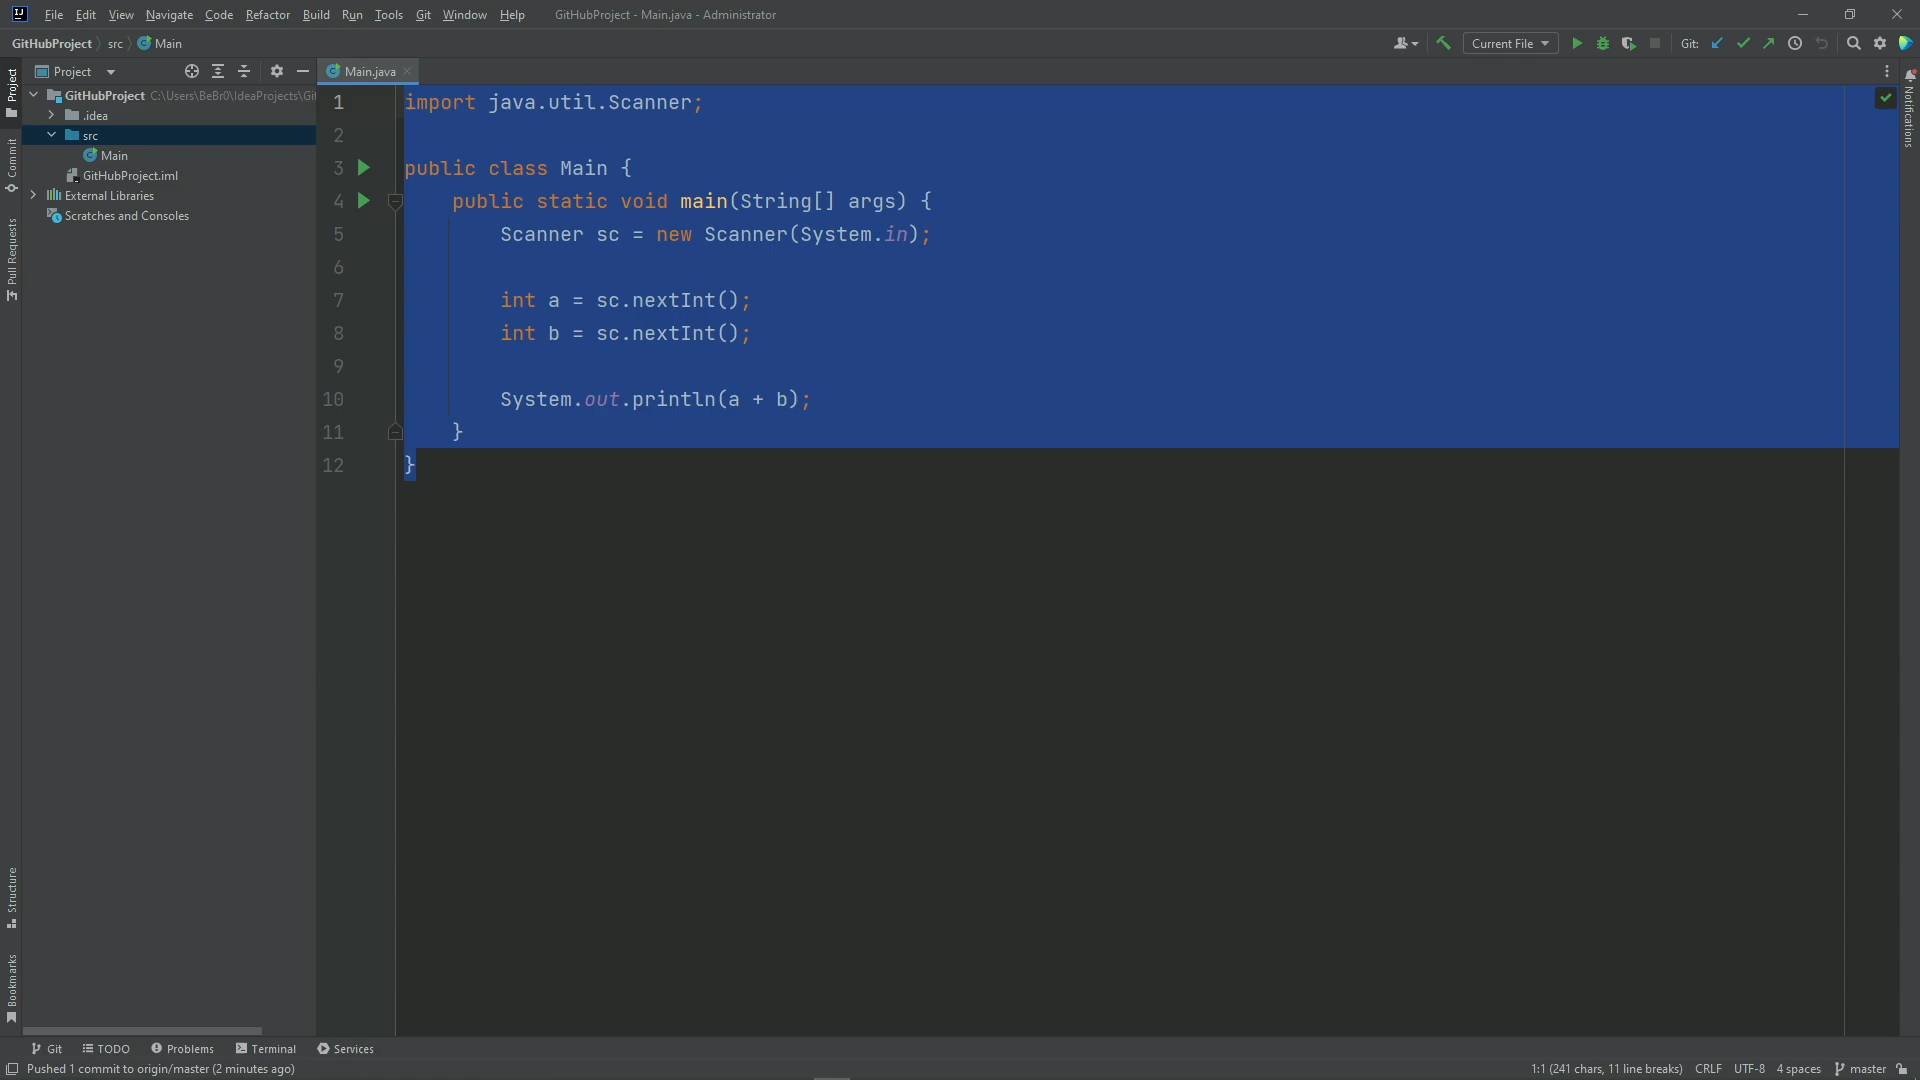 File Edit View Navigate Code Refactor Build Run Tools Git Window Help GitHubProject - Main.java - Administrator
GitHubProject src Main Current File Git:
Project Main.java
GitHubProject C:\Users\BeBr0\IdeaProjects\Git
.idea
src
Main
GitHubProject.iml
External Libraries
Scratches and Consoles
1 import java.util.Scanner;
2
3 public class Main {
4 public static void main(String[] args) {
5 Scanner sc = new Scanner(System.in);
6
7 int a = sc.nextInt();
8 int b = sc.nextInt();
9
10 System.out.println(a + b);
11 }
12 }
Project
Commit
Pull Requests
Structure
Bookmarks
Notifications
Git TODO Problems Terminal Services
Pushed 1 commit to origin/master (2 minutes ago) 1:1 (241 chars, 11 line breaks) CRLF UTF-8 4 spaces master